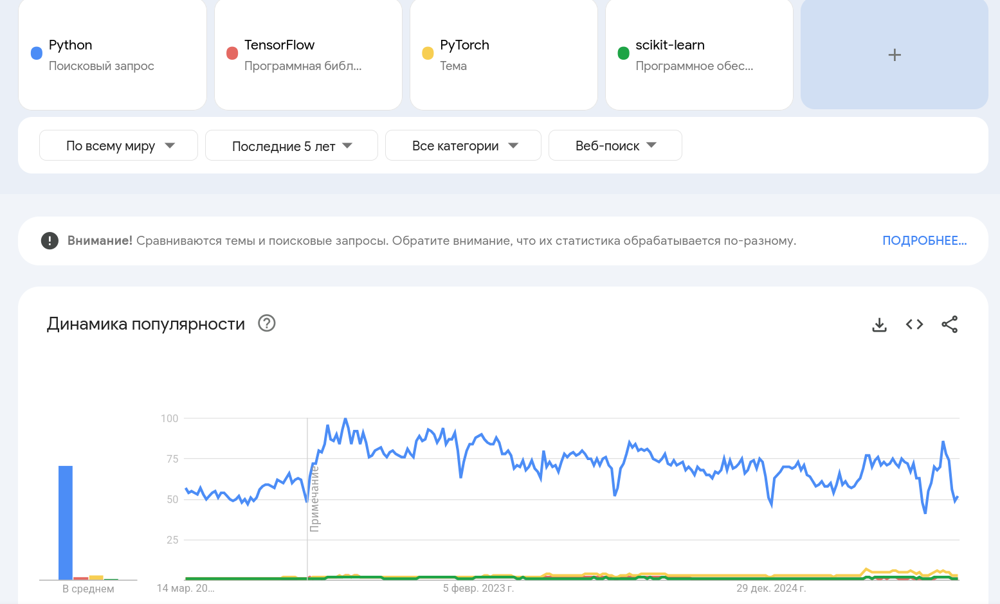 Python
Поисковый запрос
TensorFlow
Программная библ...
PyTorch
Тема
scikit-learn
Программное обес...
+
По всему миру
Последние 5 лет
Все категории
Веб-поиск
Внимание! Сравниваются темы и поисковые запросы. Обратите внимание, что их статистика обрабатывается по-разному.
ПОДРОБНЕЕ...
Динамика популярности
100
75
50
25
Примечание
В среднем
14 мар. 20...
5 февр. 2023 г.
29 дек. 2024 г.